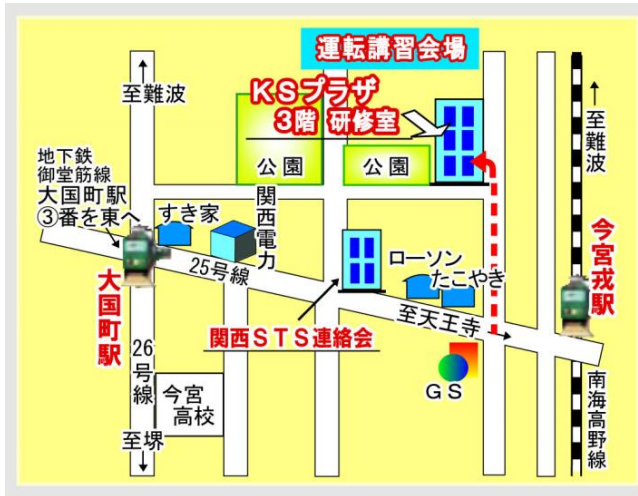 運転講習会場
KSプラザ
3階 研修室
至難波
至難波
公園
公園
地下鉄
御堂筋線
大国町駅
③番を東へ
すき家
関西電力
25号線
ローソン
たこやき
今宮戎駅
大国町駅
関西STS連絡会
至天王寺
26号線
GS
今宮
高校
南海高野線
至堺